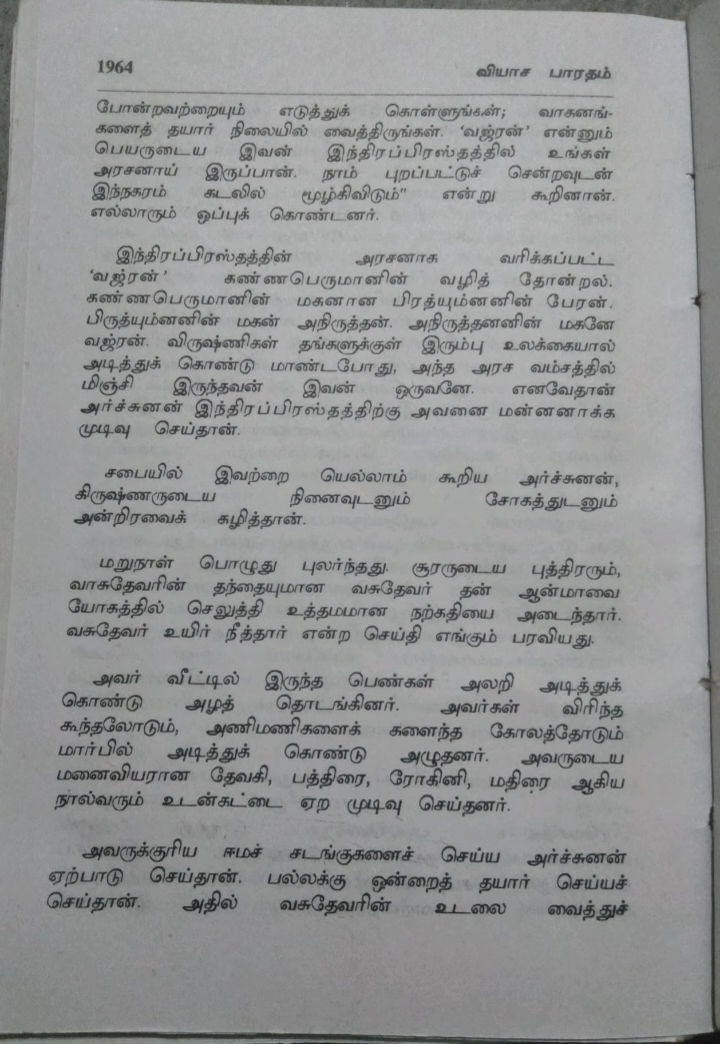 1964
வியாச பாரதம்
போன்றவற்றையும் எடுத்துக் கொள்ளுங்கள்; வாகனங்-
களைத் தயார் நிலையில் வைத்திருங்கள். 'வஜ்ரன்' என்னும்
பெயருடைய இவன் இந்திரப்பிரஸ்தத்தில் உங்கள்
அரசனாய் இருப்பான். நாம் புறப்பட்டுச் சென்றவுடன்
இந்நகரம் கடலில் மூழ்கிவிடும்" என்று கூறினான்.
எல்லாரும் ஒப்புக் கொண்டனர்.
இந்திரப்பிரஸ்தத்தின் அரசனாக வரிக்கப்பட்ட
'வஜ்ரன்' கண்ணபெருமானின் வழித் தோன்றல்.
கண்ணபெருமானின் மகனான பிரத்யும்னனின் பேரன்.
பிருத்யும்னனின் மகன் அநிருத்தன். அநிருத்தனனின் மகனே
வஜ்ரன். விருஷ்ணிகள் தங்களுக்குள் இரும்பு உலக்கையால்
அடித்துக் கொண்டு மாண்டபோது, அந்த அரச வம்சத்தில்
மிஞ்சி இருந்தவன் இவன் ஒருவனே. எனவேதான்
அர்ச்சுனன் இந்திரப்பிரஸ்தத்திற்கு அவனை மன்னனாக்க
முடிவு செய்தான்.
சபையில் இவற்றை யெல்லாம் கூறிய அர்ச்சுனன்,
கிருஷ்ணருடைய நினைவுடனும் சோகத்துடனும்
அன்றிரவைக் கழித்தான்.
மறுநாள் பொழுது புலர்ந்தது. சூரருடைய புத்திரரும்,
வாசுதேவரின் தந்தையுமான வசுதேவர் தன் ஆன்மாவை
யோகத்தில் செலுத்தி உத்தமமான நற்கதியை அடைந்தார்.
வசுதேவர் உயிர் நீத்தார் என்ற செய்தி எங்கும் பரவியது.
அவர் வீட்டில் இருந்த பெண்கள் அலறி அடித்துக்
கொண்டு அழத் தொடங்கினர். அவர்கள் விரிந்த
கூந்தலோடும், அணிமணிகளைக் களைந்த கோலத்தோடும்
மார்பில் அடித்துக் கொண்டு அழுதனர். அவருடைய
மனைவியரான தேவகி, பத்திரை, ரோகினி, மதிரை ஆகிய
நால்வரும் உடன்கட்டை ஏற முடிவு செய்தனர்.
அவருக்குரிய ஈமச் சடங்குகளைச் செய்ய அர்ச்சுனன்
ஏற்பாடு செய்தான். பல்லக்கு ஒன்றைத் தயார் செய்யச்
செய்தான். அதில் வசுதேவரின் உடலை வைத்துச்